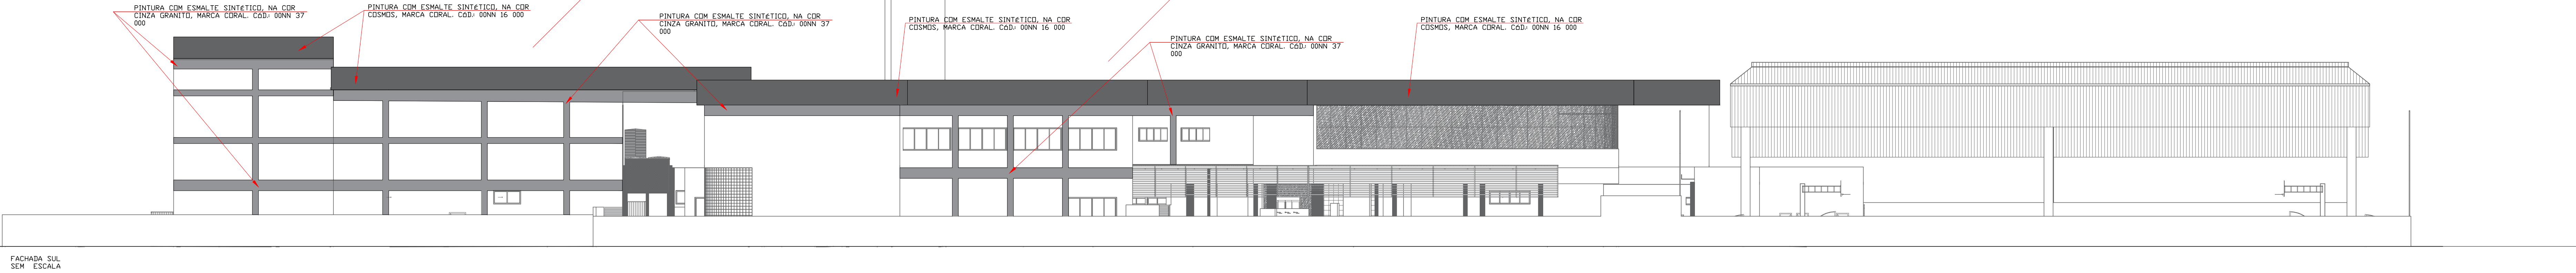 PINTURA COM ESMALTE SINTéTICO, NA COR
CINZA GRANITO, MARCA CORAL. CóD.: 00NN 37
000
PINTURA COM ESMALTE SINTéTICO, NA COR
COSMOS, MARCA CORAL. CóD.: 00NN 16 000
PINTURA COM ESMALTE SINTéTICO, NA COR
CINZA GRANITO, MARCA CORAL. CóD.: 00NN 37
000
PINTURA COM ESMALTE SINTéTICO, NA COR
COSMOS, MARCA CORAL. CóD.: 00NN 16 000
PINTURA COM ESMALTE SINTéTICO, NA COR
CINZA GRANITO, MARCA CORAL. CóD.: 00NN 37
000
PINTURA COM ESMALTE SINTéTICO, NA COR
COSMOS, MARCA CORAL. CóD.: 00NN 16 000
FACHADA SUL
SEM ESCALA